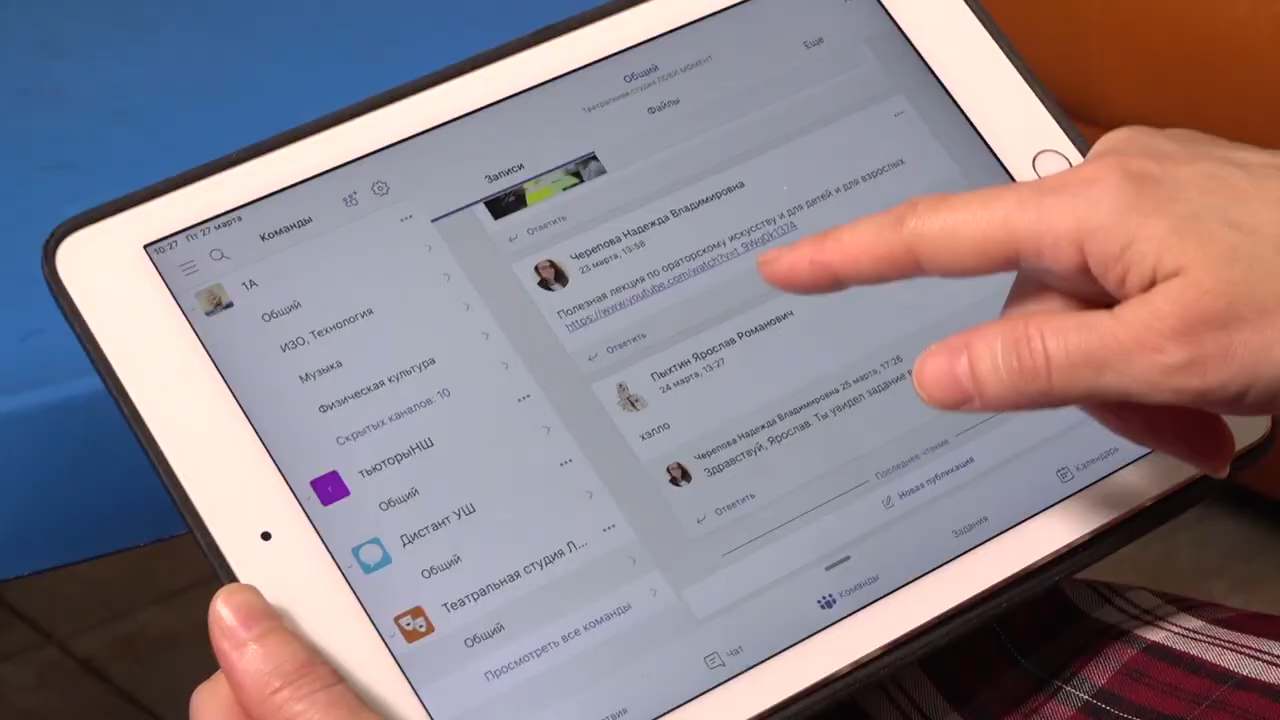 10:27 Пт 27 марта
Команды
1А
Общий
ИЗО, Технология
Музыка
Физическая культура
Скрытых каналов: 10
тьюторыНШ
Общий
Дистант УШ
Общий
Театральная студия Л...
Общий
Просмотреть все команды
Общий
Театральная студия ЛОВИ МОМЕНТ
Еще
Записи
Файлы
Ответить
Черепова Надежда Владимировна
23 марта, 13:58
Полезная лекция по ораторскому искусству и для детей и для взрослых
https://www.youtube.com/watch?v=t_9Wg0k137A
Ответить
Пыхтин Ярослав Романович
24 марта, 13:27
хэлло
Черепова Надежда Владимировна 25 марта, 17:26
Здравствуй, Ярослав. Ты увидел задание в
Ответить
Последнее чтение
Новая публикация
Чат
Команды
Задания
Календарь